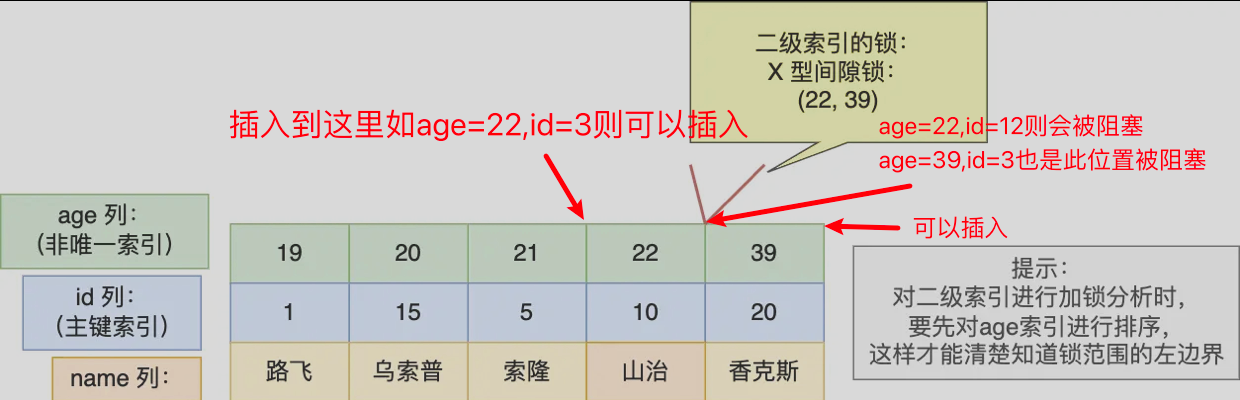 二级索引的锁：
X 型间隙锁：
(22, 39)
插入到这里如age=22,id=3则可以插入
age=22,id=12则会被阻塞
age=39,id=3也是此位置被阻塞
可以插入
age 列：
（非唯一索引）
19 20 21 22 39
id 列：
（主键索引）
1 15 5 10 20
name 列：
路飞 乌索普 索隆 山治 香克斯
提示：
对二级索引进行加锁分析时，
要先对age索引进行排序，
这样才能清楚知道锁范围的左边界